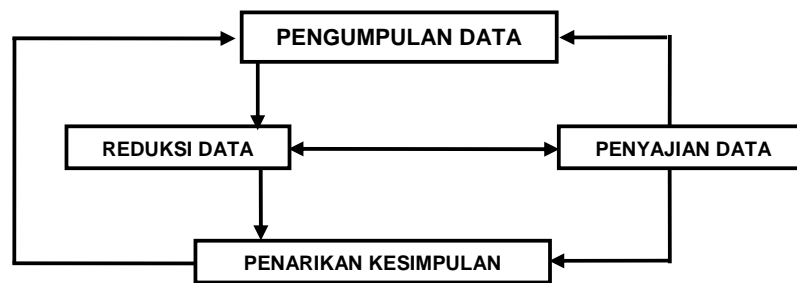 PENGUMPULAN DATA
REDUKSI DATA
PENYAJIAN DATA
PENARIKAN KESIMPULAN